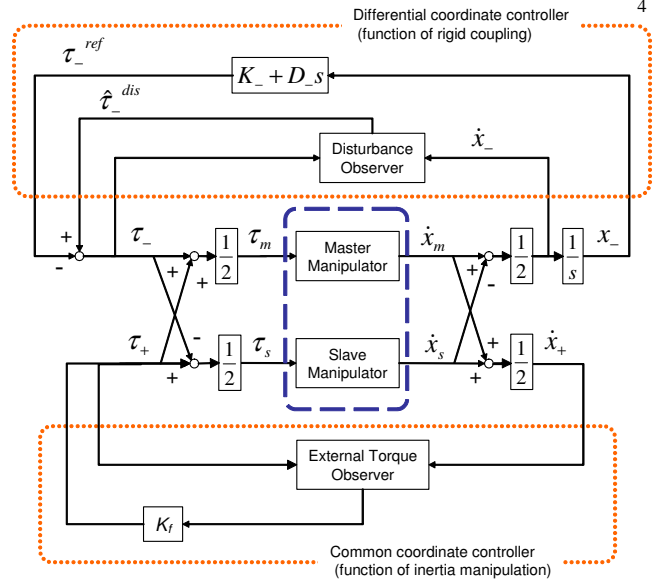 4
Differential coordinate controller
(function of rigid coupling)
τ_−^{ref}
K_− + D_− s
τ̂_−^{dis}
Disturbance
Observer
ẋ_−
+
-
τ_−
+
+
1/2
τ_m
Master
Manipulator
ẋ_m
+
-
1/2
1/s
x_−
τ_+
-
+
1/2
τ_s
Slave
Manipulator
ẋ_s
+
+
1/2
ẋ_+
External Torque
Observer
K_f
Common coordinate controller
(function of inertia manipulation)